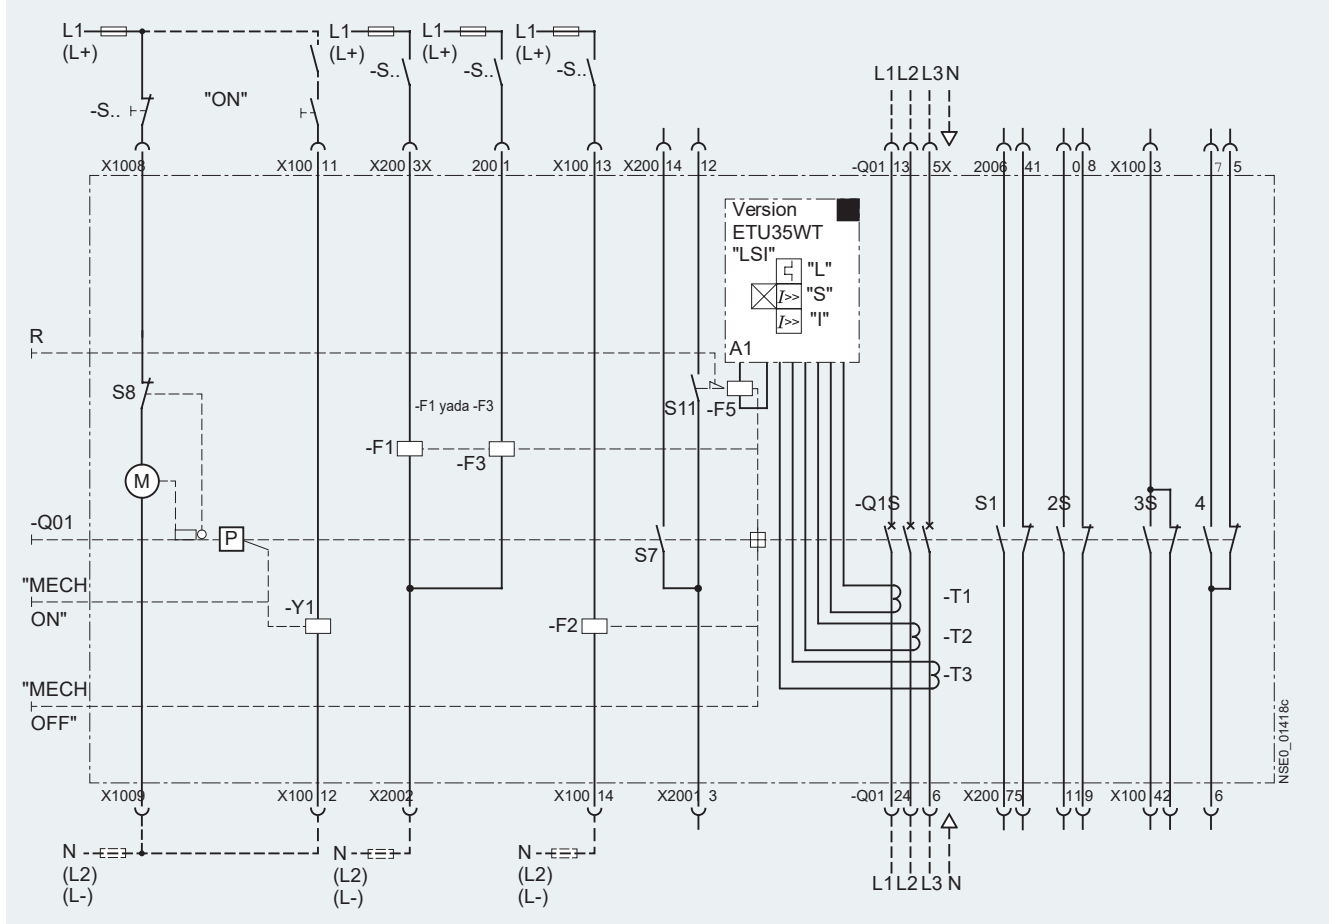 L1 L1 L1 L1
(L+) (L+) (L+) (L+)
-S.. -S.. -S..
-S.. "ON"
L1 L2 L3 N
X1008 X100 11 X200 3X 200 1 X100 13 X200 14 12 -Q01 13 5X 2006 41 0 8 X100 3 7 5
Version
ETU35WT
"LSI"
"L"
I>> "S"
I>> "I"
A1
R
S8
-F1 yada -F3
S11 -F5
-F1
-F3
M
-Q1S S1 2S 3S 4
-Q01
P
S7
"MECH
ON"
-Y1
-F2
-T1
-T2
-T3
"MECH
OFF"
NSE0_01418c
X1009 X100 12 X2002 X100 14 X2001 3 -Q01 24 6 X200 75 11 9 X100 42 6
N N N
(L2) (L2) (L2)
(L-) (L-) (L-)
L1 L2 L3 N